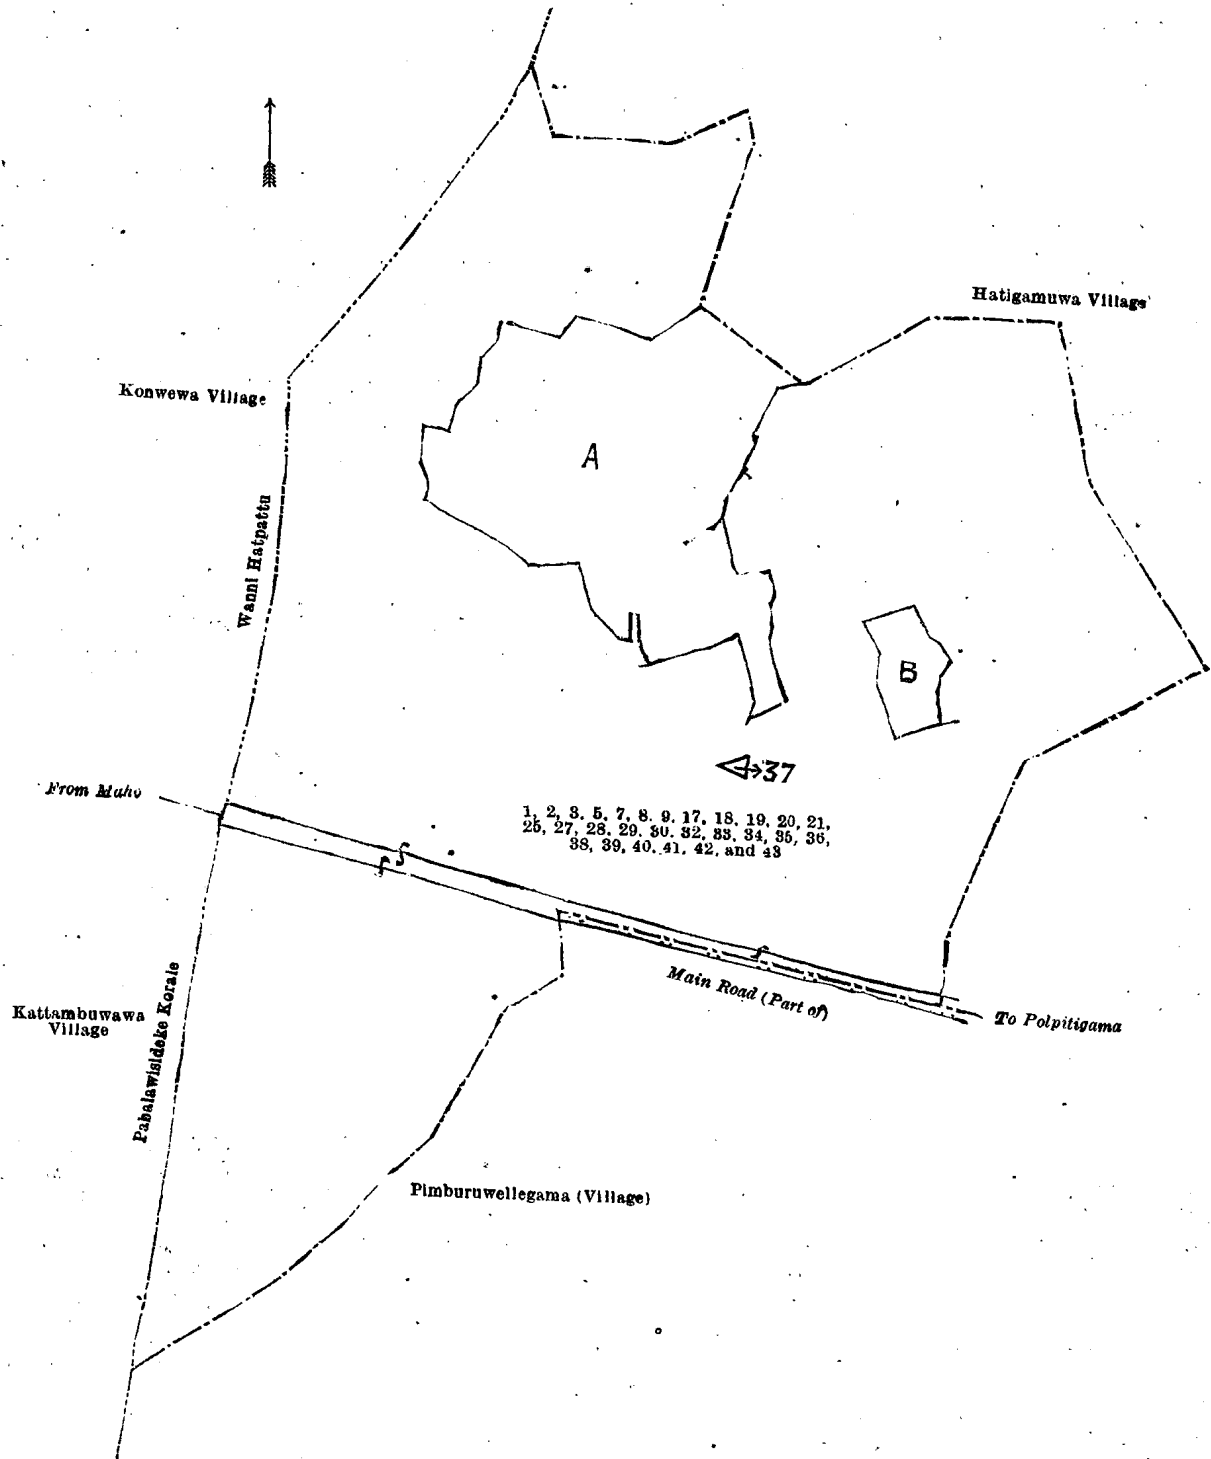 Hatigamuwa Village
Konwewa Village
A
Wanni Hatpattu
B
37
From Maho
1, 2, 3, 5, 7, 8, 9, 17, 18, 19, 20, 21,
25, 27, 28, 29, 30, 32, 33, 34, 35, 36,
38, 39, 40, 41, 42, and 43
Main Road (Part of)
To Polpitigama
Kattambuwawa
Village
Pahalawisideke Korale
Pimburuwellegama (Village)